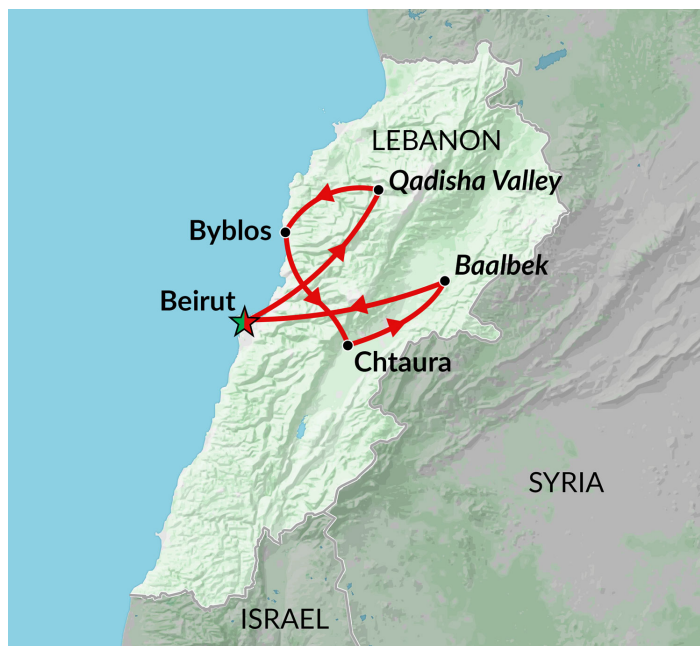 LEBANON
Qadisha Valley
Byblos
Baalbek
Beirut
Chtaura
SYRIA
ISRAEL